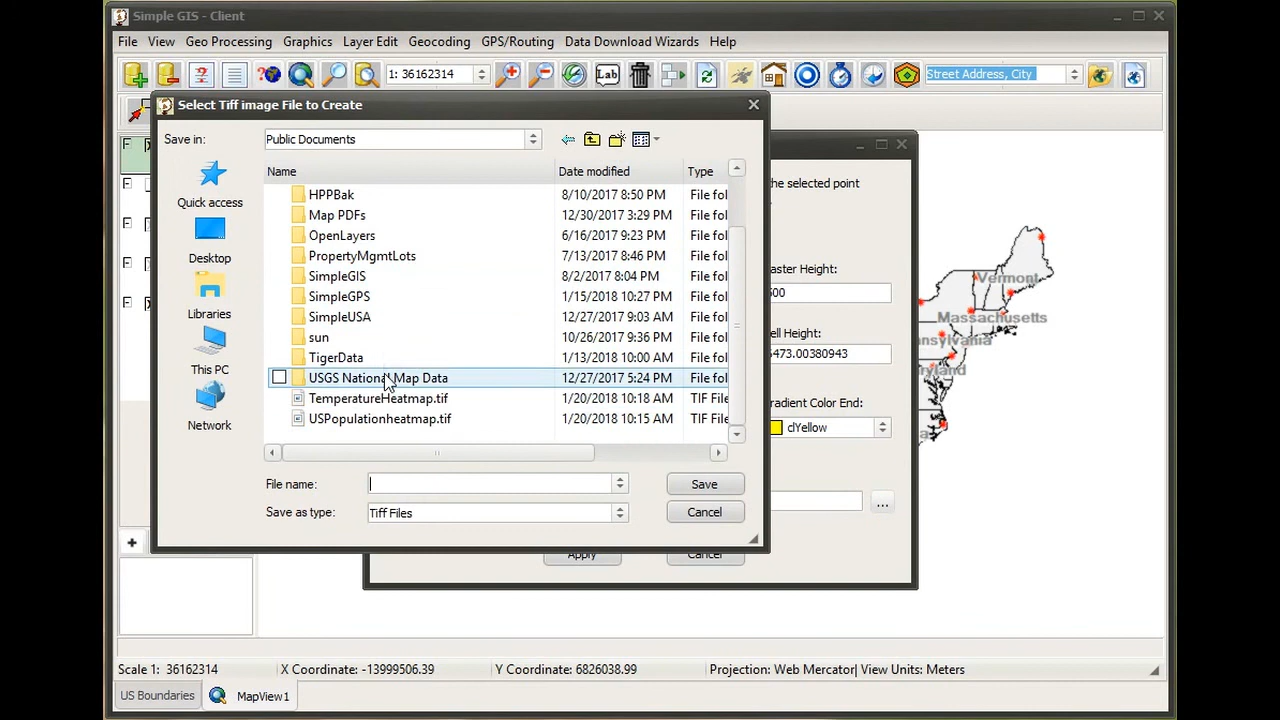 Simple GIS - Client
File View Geo Processing Graphics Layer Edit Geocoding GPS/Routing Data Download Wizards Help
1: 36162314 Lab Street Address, City
Select Tiff image File to Create
Save in: Public Documents
Name Date modified Type
HPPBak 8/10/2017 8:50 PM File fol
Map PDFs 12/30/2017 3:29 PM File fol
OpenLayers 6/16/2017 9:23 PM File fol
PropertyMgmtLots 7/13/2017 8:46 PM File fol
SimpleGIS 8/2/2017 8:04 PM File fol
SimpleGPS 1/15/2018 10:27 PM File fol
SimpleUSA 12/27/2017 9:03 AM File fol
sun 10/26/2017 9:36 PM File fol
TigerData 1/13/2018 10:00 AM File fol
USGS National Map Data 12/27/2017 5:24 PM File fol
TemperatureHeatmap.tif 1/20/2018 10:18 AM TIF File
USPopulationheatmap.tif 1/20/2018 10:15 AM TIF File
Quick access
Desktop
Libraries
This PC
Network
File name: Save
Save as type: Tiff Files Cancel
the selected point
aster Height:
500
ell Height:
6473.00380943
radient Color End:
clYellow
...
Apply Cancel
Vermont
Massachusetts
nnsylvania
ryland
Scale 1: 36162314 X Coordinate: -13999506.39 Y Coordinate: 6826038.99 Projection: Web Mercator| View Units: Meters
US Boundaries MapView1